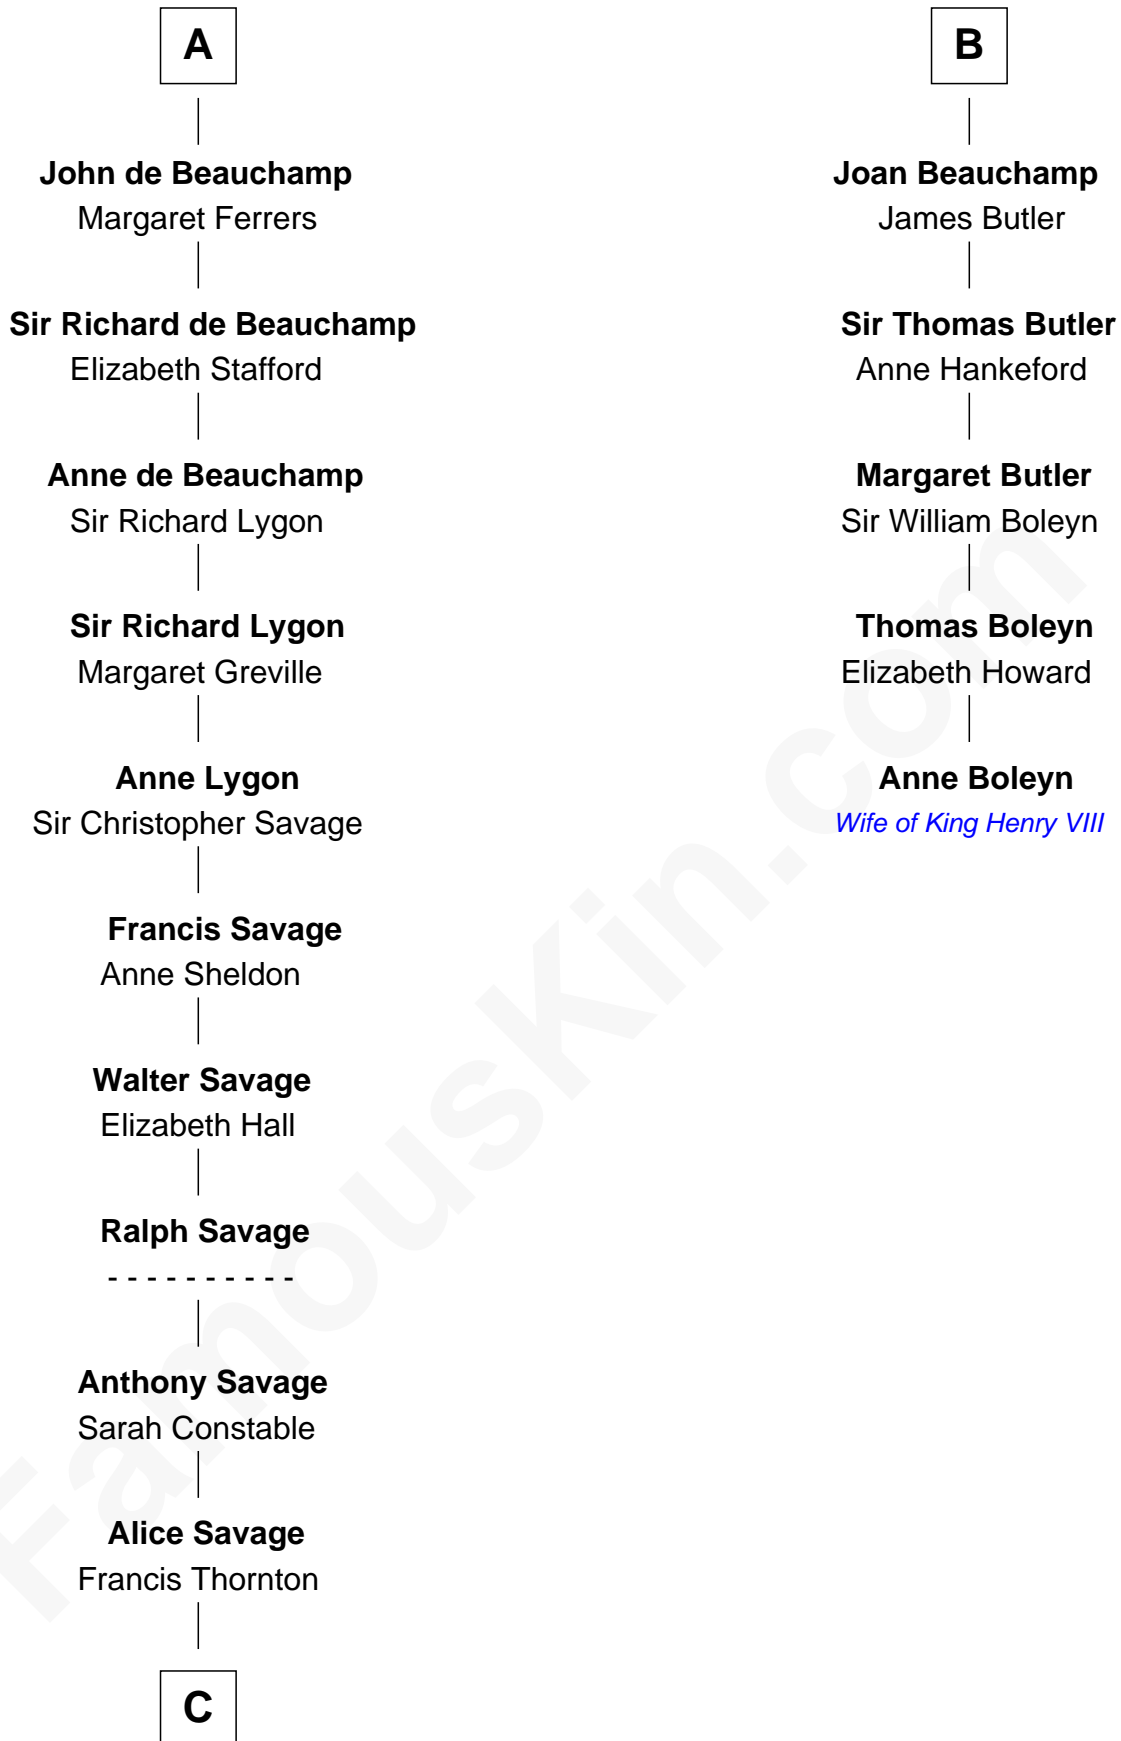 A
John de Beauchamp
Margaret Ferrers
Sir Richard de Beauchamp
Elizabeth Stafford
Anne de Beauchamp
Sir Richard Lygon
Sir Richard Lygon
Margaret Greville
Anne Lygon
Sir Christopher Savage
Francis Savage
Anne Sheldon
Walter Savage
Elizabeth Hall
Ralph Savage
- - - - - - - - - -
Anthony Savage
Sarah Constable
Alice Savage
Francis Thornton
C
B
Joan Beauchamp
James Butler
Sir Thomas Butler
Anne Hankeford
Margaret Butler
Sir William Boleyn
Thomas Boleyn
Elizabeth Howard
Anne Boleyn
Wife of King Henry VIII
FamousKin.com